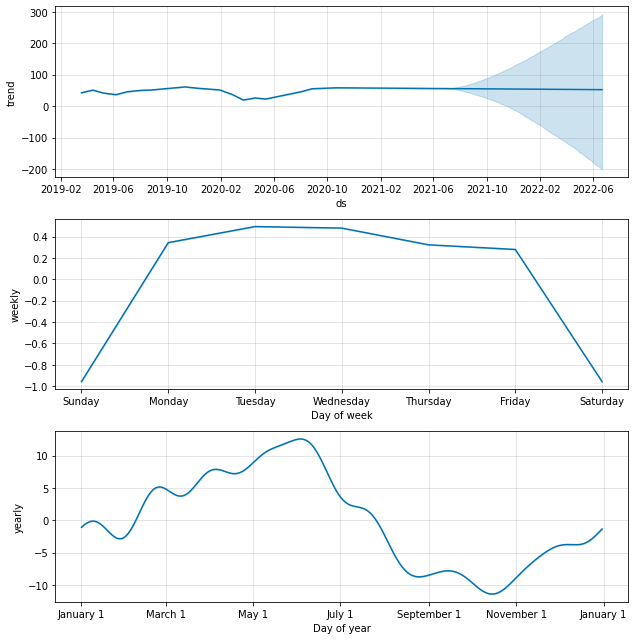 300
200
100
0
−100
−200
trend
2019-02 2019-06 2019-10 2020-02 2020-06 2020-10 2021-02 2021-06 2021-10 2022-02 2022-06
ds
0.4
0.2
0.0
−0.2
−0.4
−0.6
−0.8
−1.0
weekly
Sunday Monday Tuesday Wednesday Thursday Friday Saturday
Day of week
10
5
0
−5
−10
yearly
January 1 March 1 May 1 July 1 September 1 November 1 January 1
Day of year